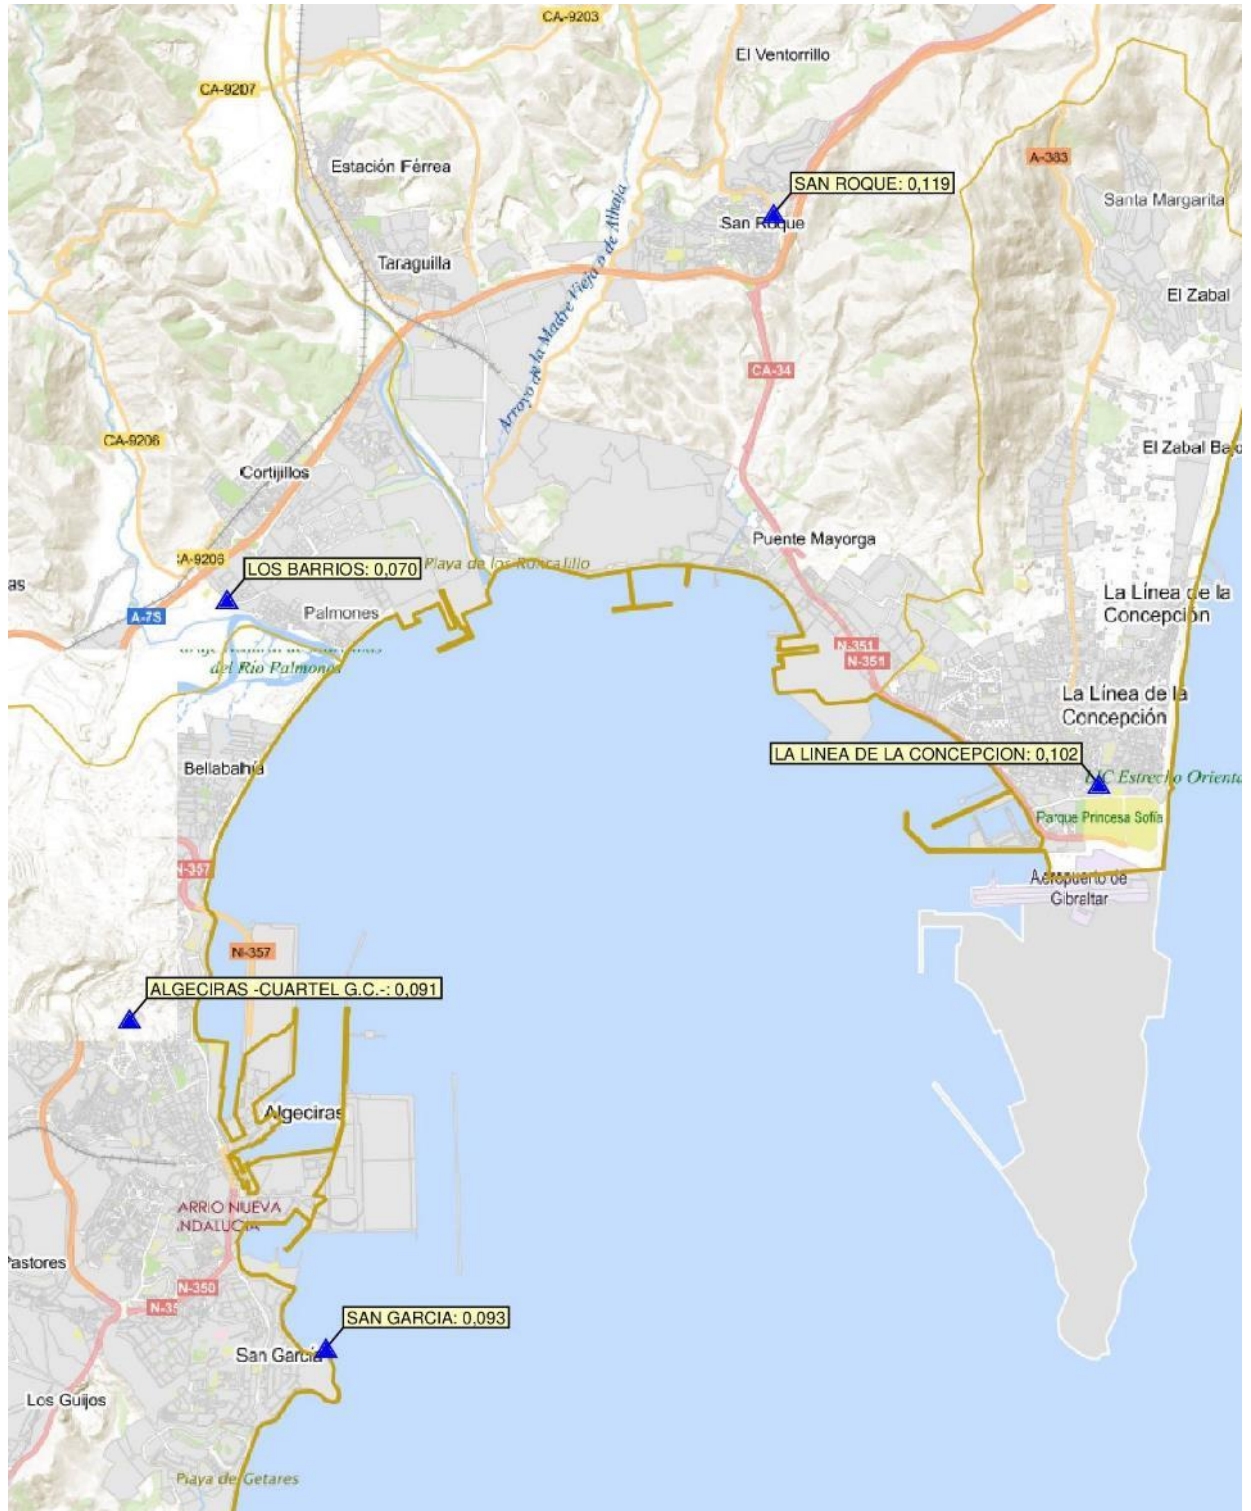 CA-9203
El Ventorrillo
CA-9207
A-383
Estación Férrea
SAN ROQUE: 0,119
Santa Margarita
San Roque
Taraguilla
Arroyo de la Madre Vieja o de Alhaja
El Zabal
CA-34
CA-9206
El Zabal Bajo
Cortijillos
Puente Mayorga
CA-9206
Playa de los Roncalillo
LOS BARRIOS: 0,070
as
La Línea de la
Concepción
A-7S
Palmones
N-351
N-351
del Río Palmones
La Línea de la
Concepción
LA LINEA DE LA CONCEPCION: 0,102
Bellabahía
Estrecho Orienta
Parque Princesa Sofía
N-357
Aeropuerto de
Gibraltar
N-357
ALGECIRAS -CUARTEL G.C.-: 0,091
Algeciras
ARRIO NUEVA
NDALUCIA
Pastores
N-350
N-35
SAN GARCIA: 0,093
San García
Los Guijos
Playa de Getares